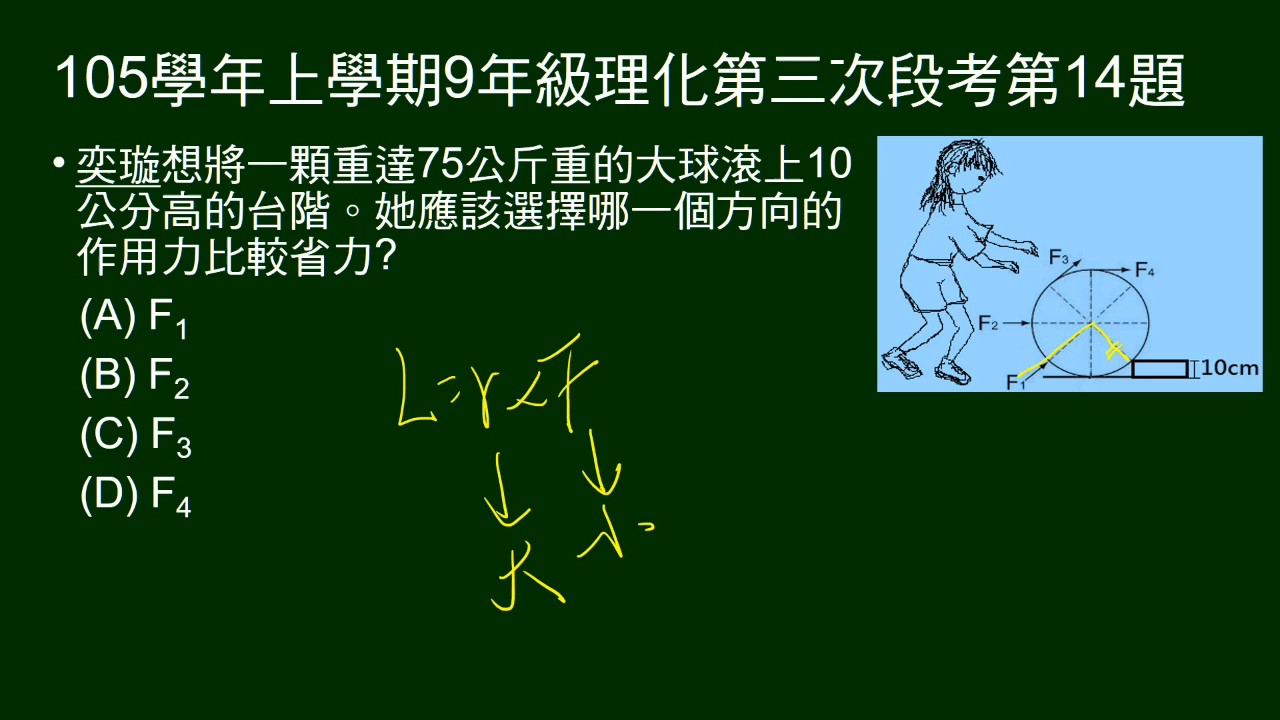 105學年上學期9年級理化第三次段考第14題
• 奕璇想將一顆重達75公斤重的大球滾上10
公分高的台階。她應該選擇哪一個方向的
作用力比較省力?
(A) F₁
(B) F₂
(C) F₃
(D) F₄
F₃
F₄
F₂
F₁
10cm
L=r×F
大 小